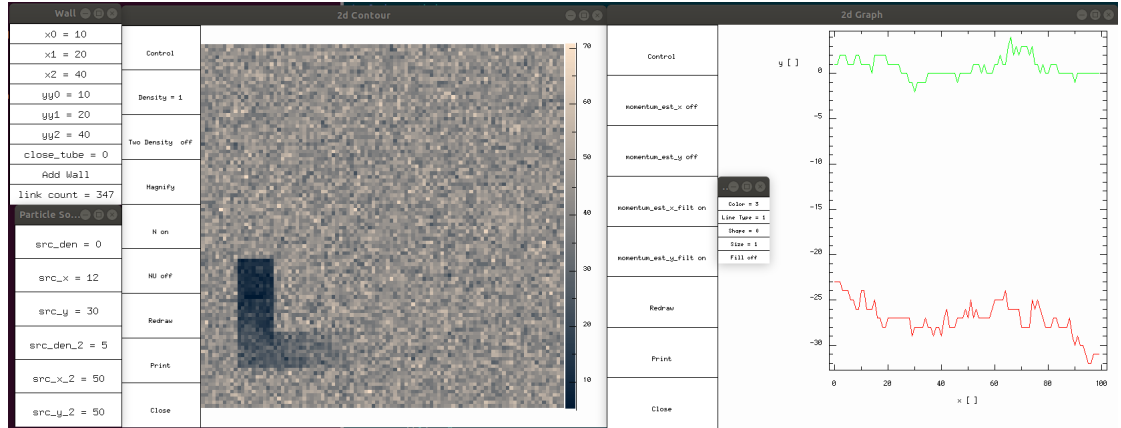 Wall
x0 = 10
x1 = 20
x2 = 40
yy0 = 10
yy1 = 20
yy2 = 40
close_tube = 0
Add Wall
link count = 347
Particle So...
src_den = 0
src_x = 12
src_y = 30
src_den_2 = 5
src_x_2 = 50
src_y_2 = 50
2d Contour
Control
Density = 1
Two Density off
Magnify
N on
NU off
Redraw
Print
Close
70
60
50
40
30
20
10
2d Graph
Control
momentum_est_x off
momentum_est_y off
momentum_est_x_filt on
momentum_est_y_filt on
Redraw
Print
Close
...
Color = 3
Line Type = 1
Shape = 0
Size = 1
Fill off
y [ ]
0
-5
-10
-15
-20
-25
-30
0 20 40 60 80 100
x [ ]